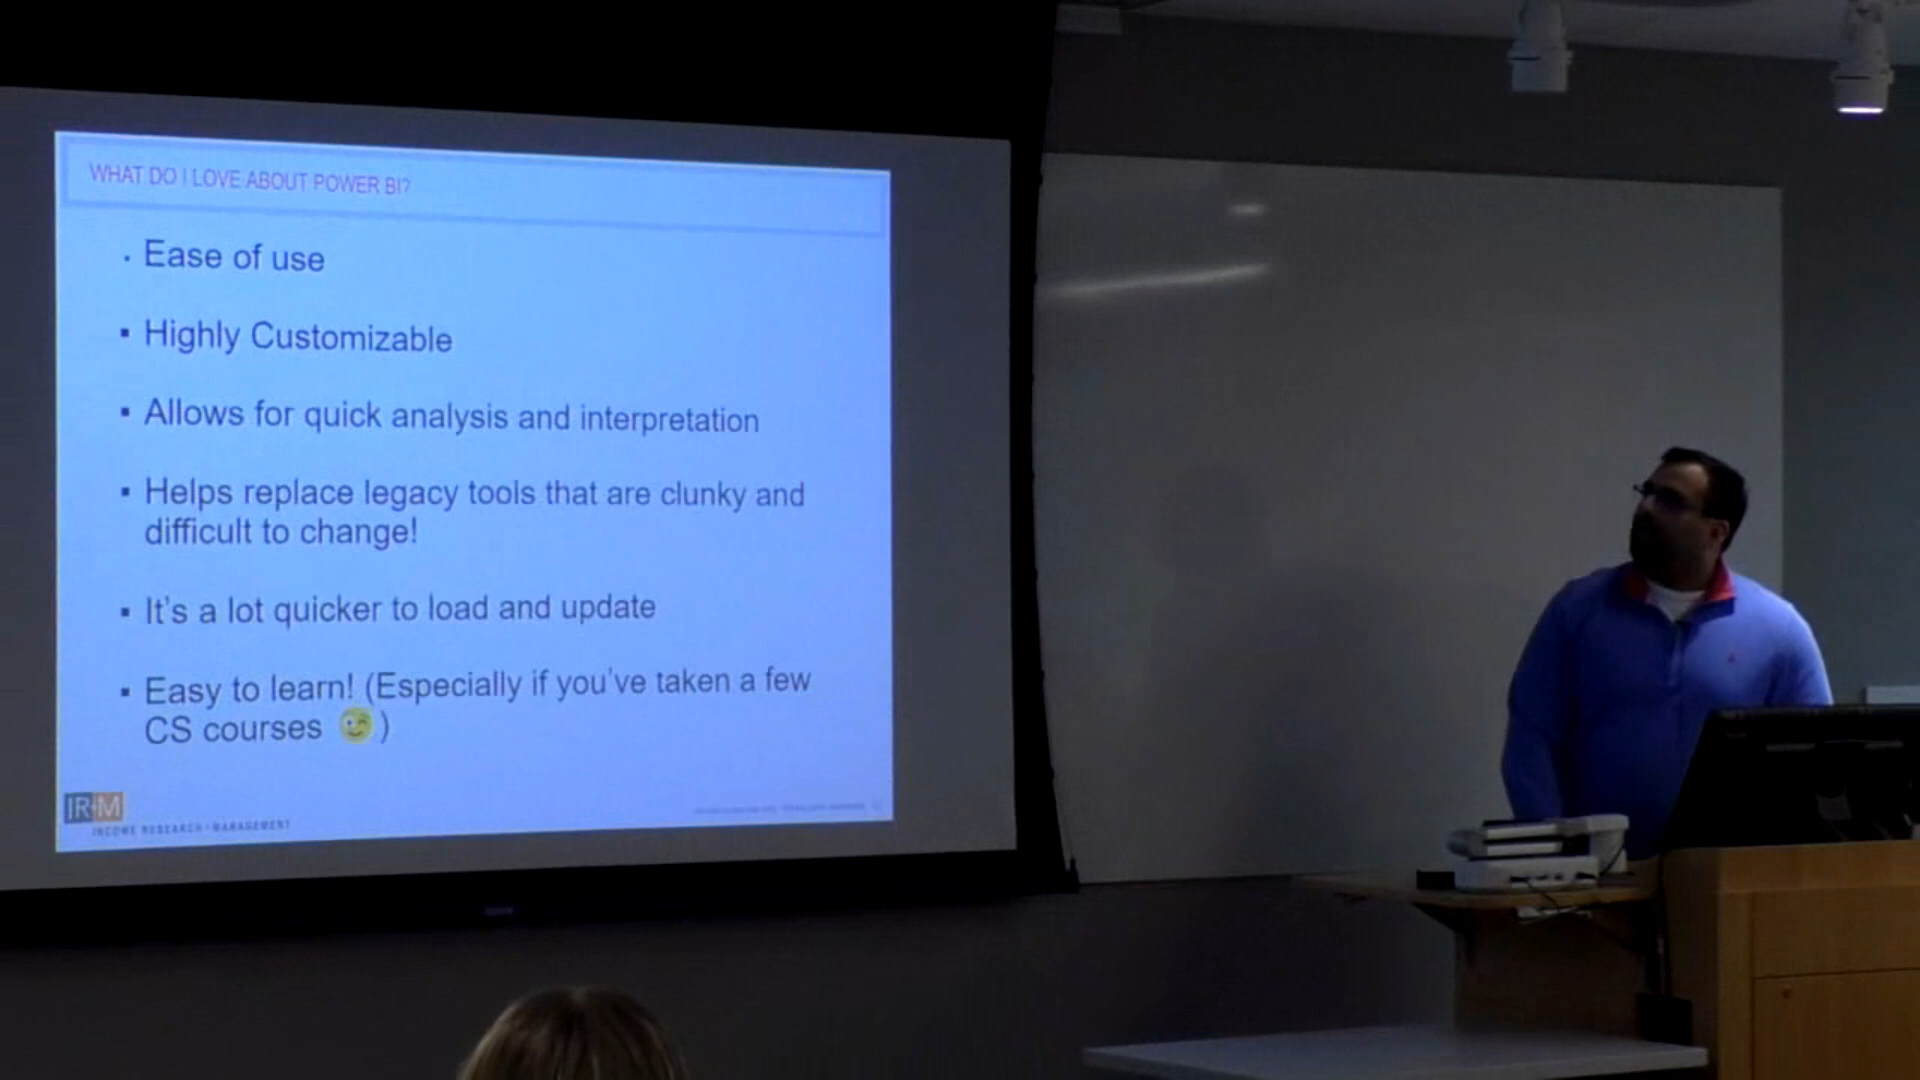 WHAT DO I LOVE ABOUT POWER BI?
Ease of use
Highly Customizable
Allows for quick analysis and interpretation
Helps replace legacy tools that are clunky and
difficult to change!
It's a lot quicker to load and update
Easy to learn! (Especially if you've taken a few
CS courses 😉)
IR+M
INCOME RESEARCH + MANAGEMENT